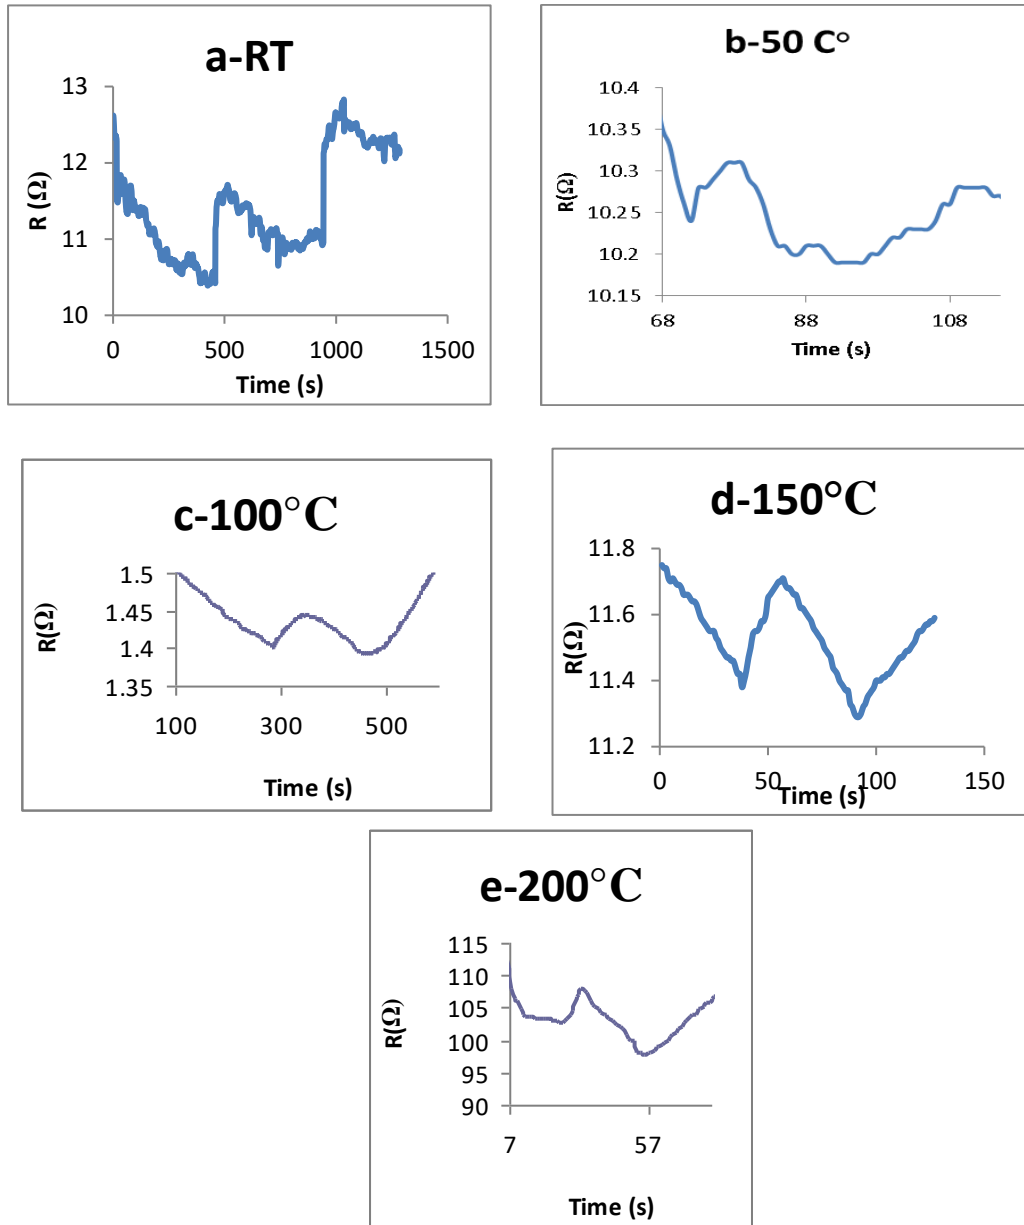 a-RT
13
12
11
10
R (Ω)
0 500 1000 1500
Time (s)
b-50 C°
10.4
10.35
10.3
10.25
10.2
10.15
R(Ω)
68 88 108
Time (s)
c-100°C
1.5
1.45
1.4
1.35
R(Ω)
100 300 500
Time (s)
d-150°C
11.8
11.6
11.4
11.2
R(Ω)
0 50 100 150
Time (s)
e-200°C
115
110
105
100
95
90
R(Ω)
7 57
Time (s)